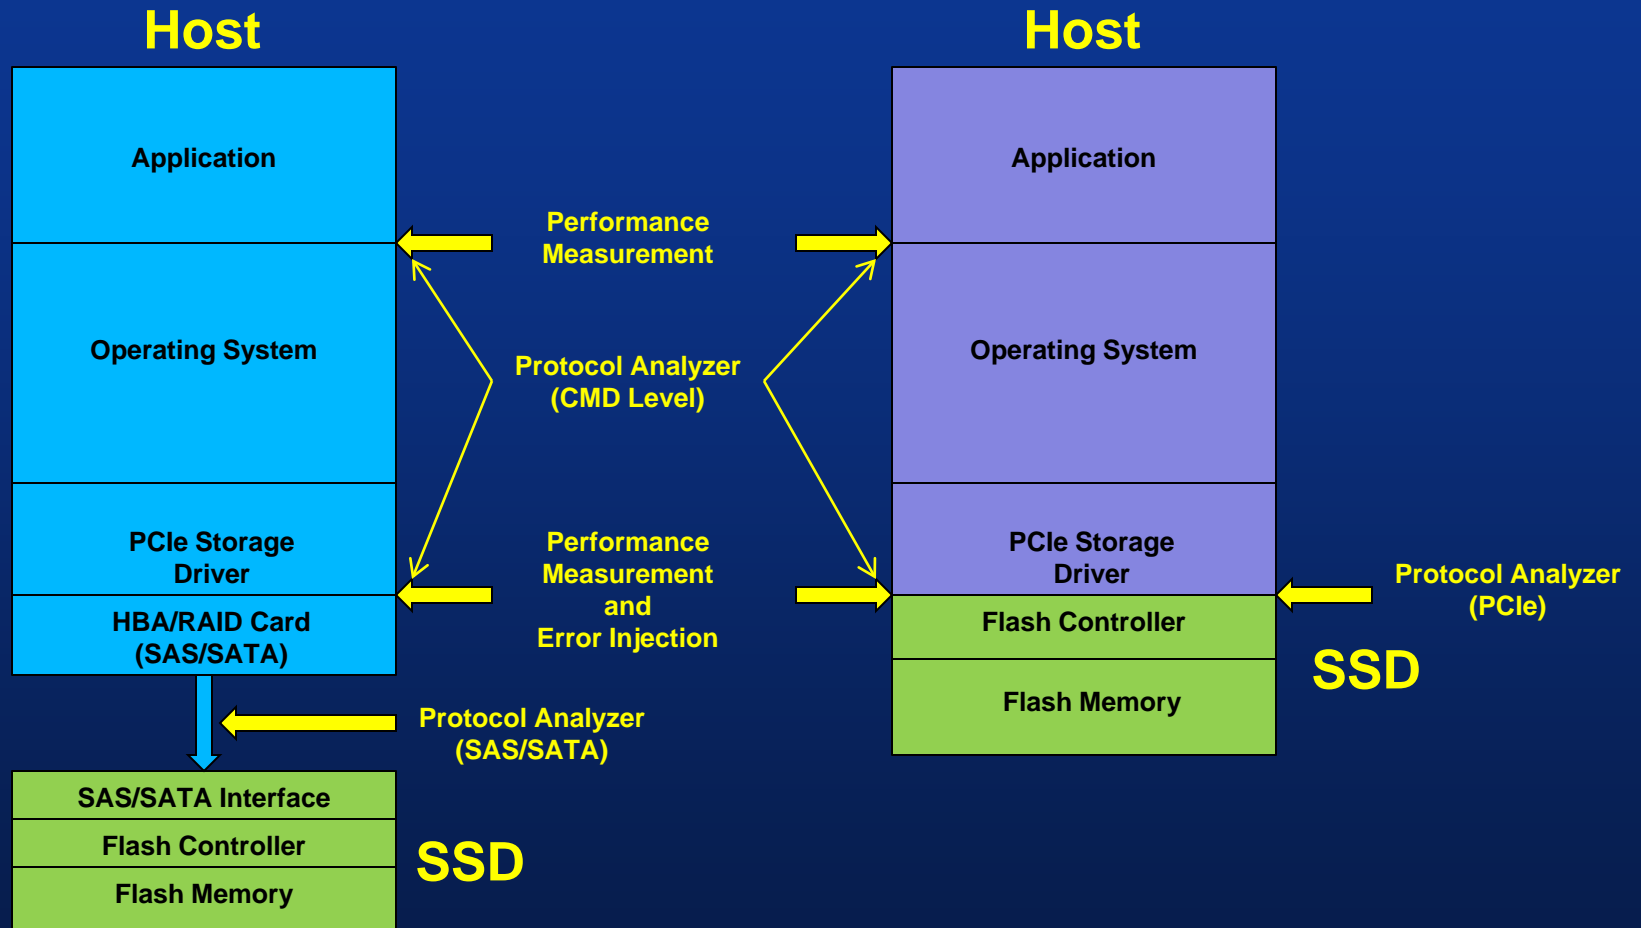 Host
Application
Operating System
PCIe Storage
Driver
HBA/RAID Card
(SAS/SATA)
SAS/SATA Interface
Flash Controller
Flash Memory
SSD
Performance
Measurement
Protocol Analyzer
(CMD Level)
Performance
Measurement
and
Error Injection
Protocol Analyzer
(SAS/SATA)
Host
Application
Operating System
PCIe Storage
Driver
Flash Controller
Flash Memory
Protocol Analyzer
(PCIe)
SSD